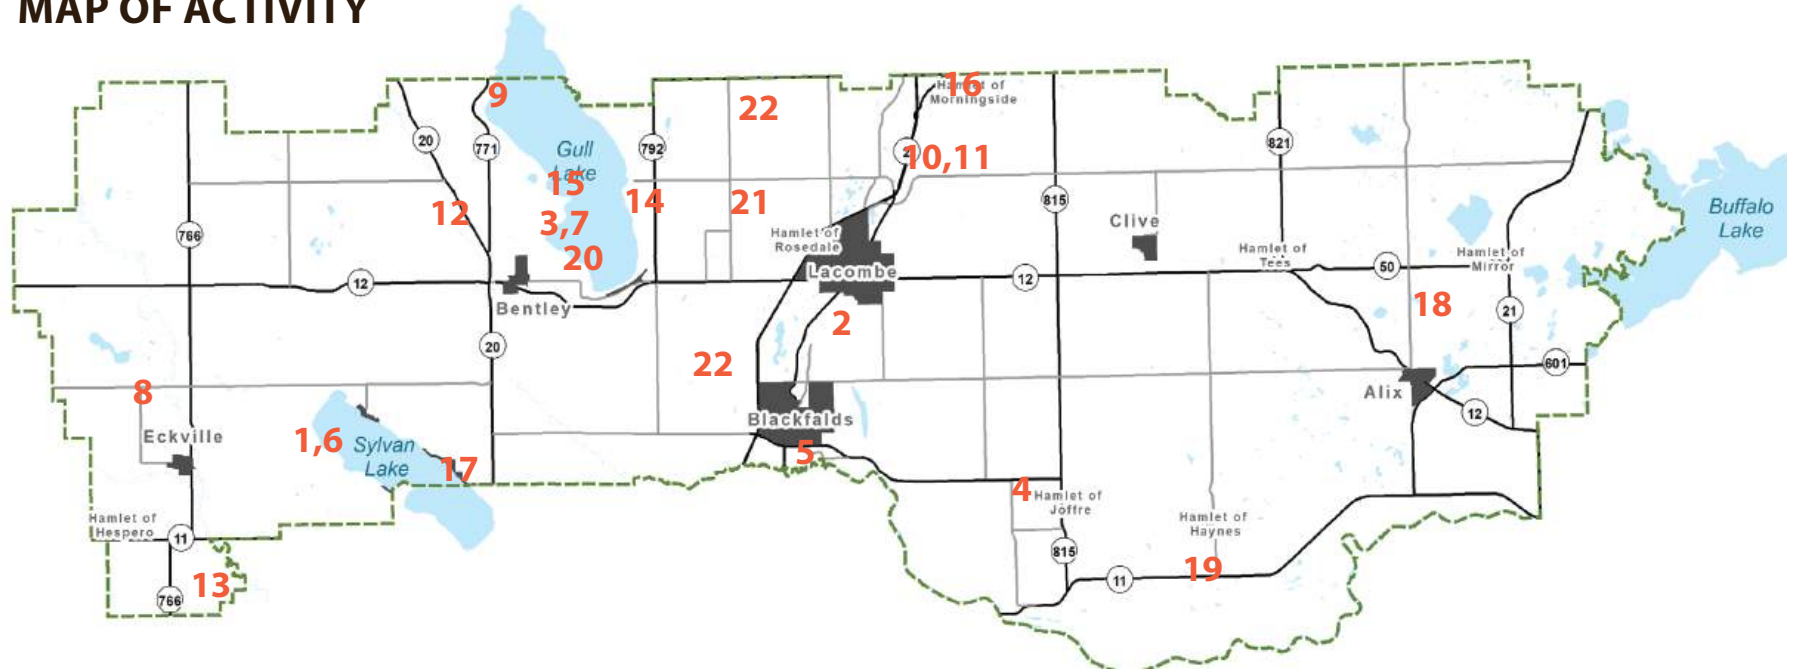 MAP OF ACTIVITY
9
22
16
Hamlet of
Morningside
20
771
Gull
Lake
792
2
10,11
821
15
12
3,7
14
21
815
Clive
Buffalo
Lake
766
Hamlet of
Rosedale
20
Hamlet of
Tees
Hamlet of
Mirror
Lacombe
12
12
50
Bentley
18
21
2
20
22
601
8
Alix
12
Eckville
1,6
Sylvan
Lake
17
Blackfalds
5
4
Hamlet of
Joffre
Hamlet of
Hespero
11
Hamlet of
Haynes
815
13
766
11
19